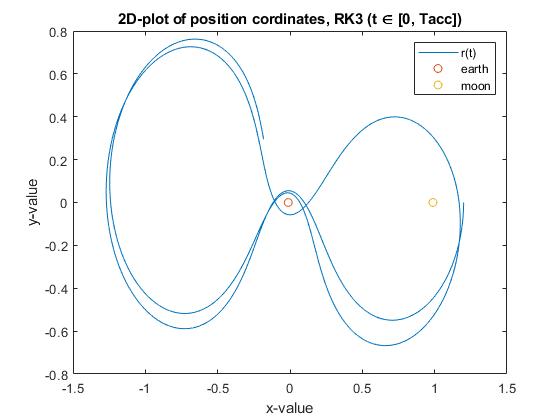 2D-plot of position cordinates, RK3 (t ∈ [0, Tacc])
r(t)
earth
moon
0.8
0.6
0.4
0.2
0
-0.2
-0.4
-0.6
-0.8
y-value
-1.5
-1
-0.5
0
0.5
1
1.5
x-value